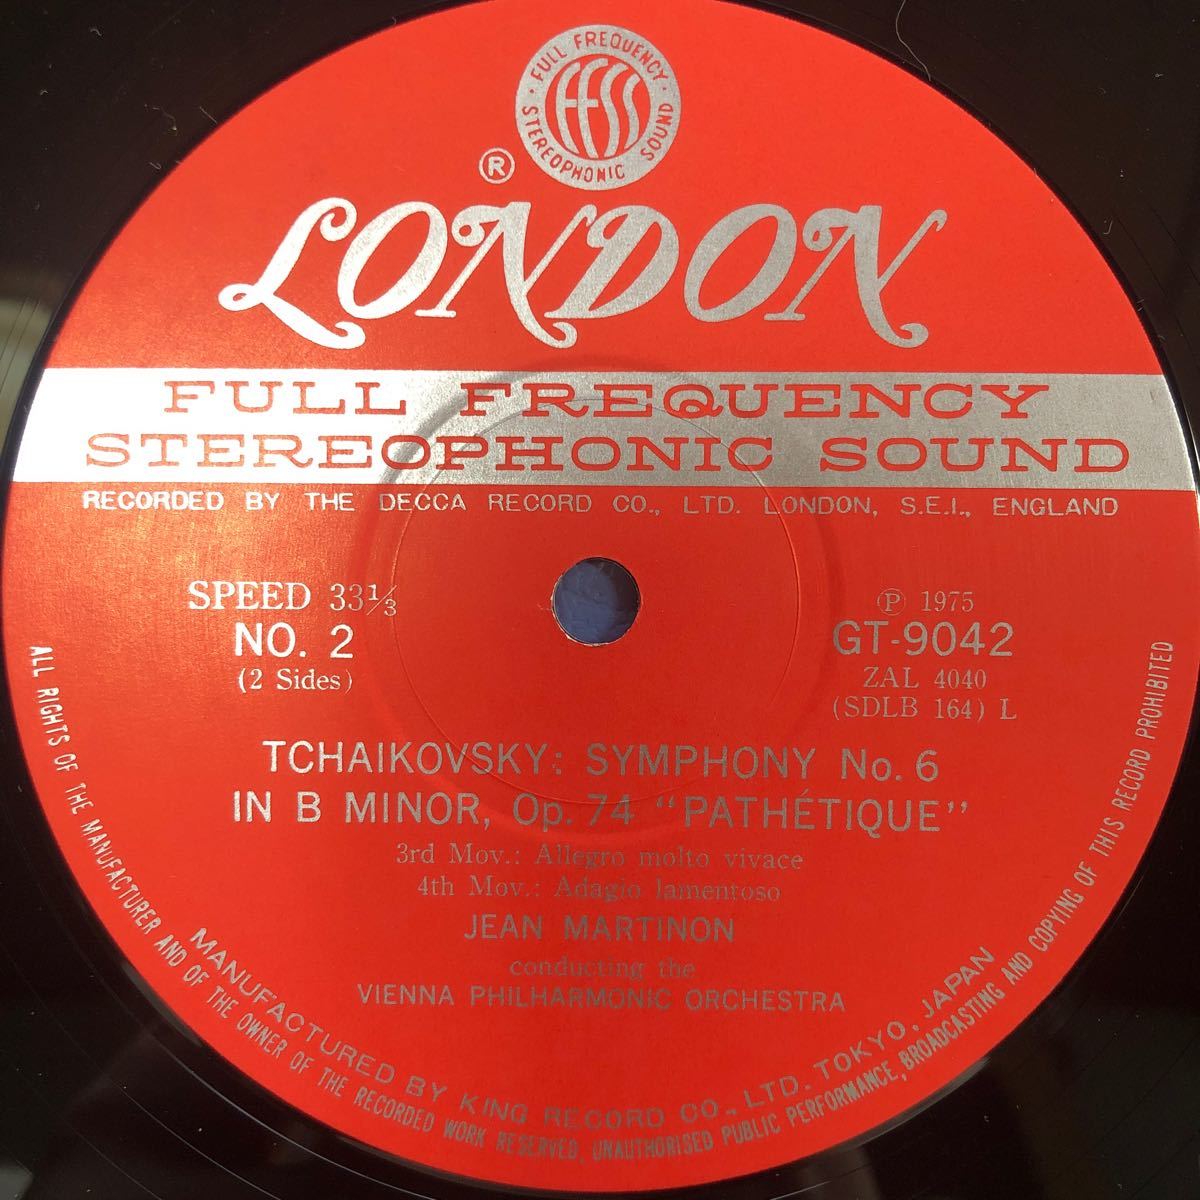 FULL FREQUENCY
STEREOPHONIC SOUND
FFSS
®
LONDON
FULL FREQUENCY
STEREOPHONIC SOUND
RECORDED BY THE DECCA RECORD CO., LTD. LONDON, S.E.I., ENGLAND
SPEED 33⅓
NO. 2
(2 Sides)
Ⓟ 1975
GT-9042
ZAL 4040
(SDLB 164) L
TCHAIKOVSKY: SYMPHONY No. 6
IN B MINOR, Op. 74 "PATHÉTIQUE"
3rd Mov.: Allegro molto vivace
4th Mov.: Adagio lamentoso
JEAN MARTINON
conducting the
VIENNA PHILHARMONIC ORCHESTRA
MANUFACTURED BY KING RECORD CO., LTD. TOKYO. JAPAN
ALL RIGHTS OF THE MANUFACTURER AND OF THE OWNER OF THE RECORDED WORK RESERVED, UNAUTHORISED PUBLIC PERFORMANCE, BROADCASTING AND COPYING OF THIS RECORD PROHIBITED